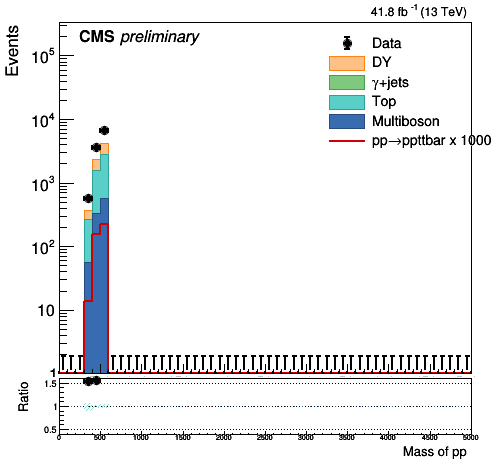 41.8 fb⁻¹ (13 TeV)
CMS preliminary
Events
10⁵
10⁴
10³
10²
10
1
Data
DY
γ+jets
Top
Multiboson
pp→ppttbar x 1000
Ratio
1.5
1
0.5
0 500 1000 1500 2000 2500 3000 3500 4000 4500 5000
Mass of pp